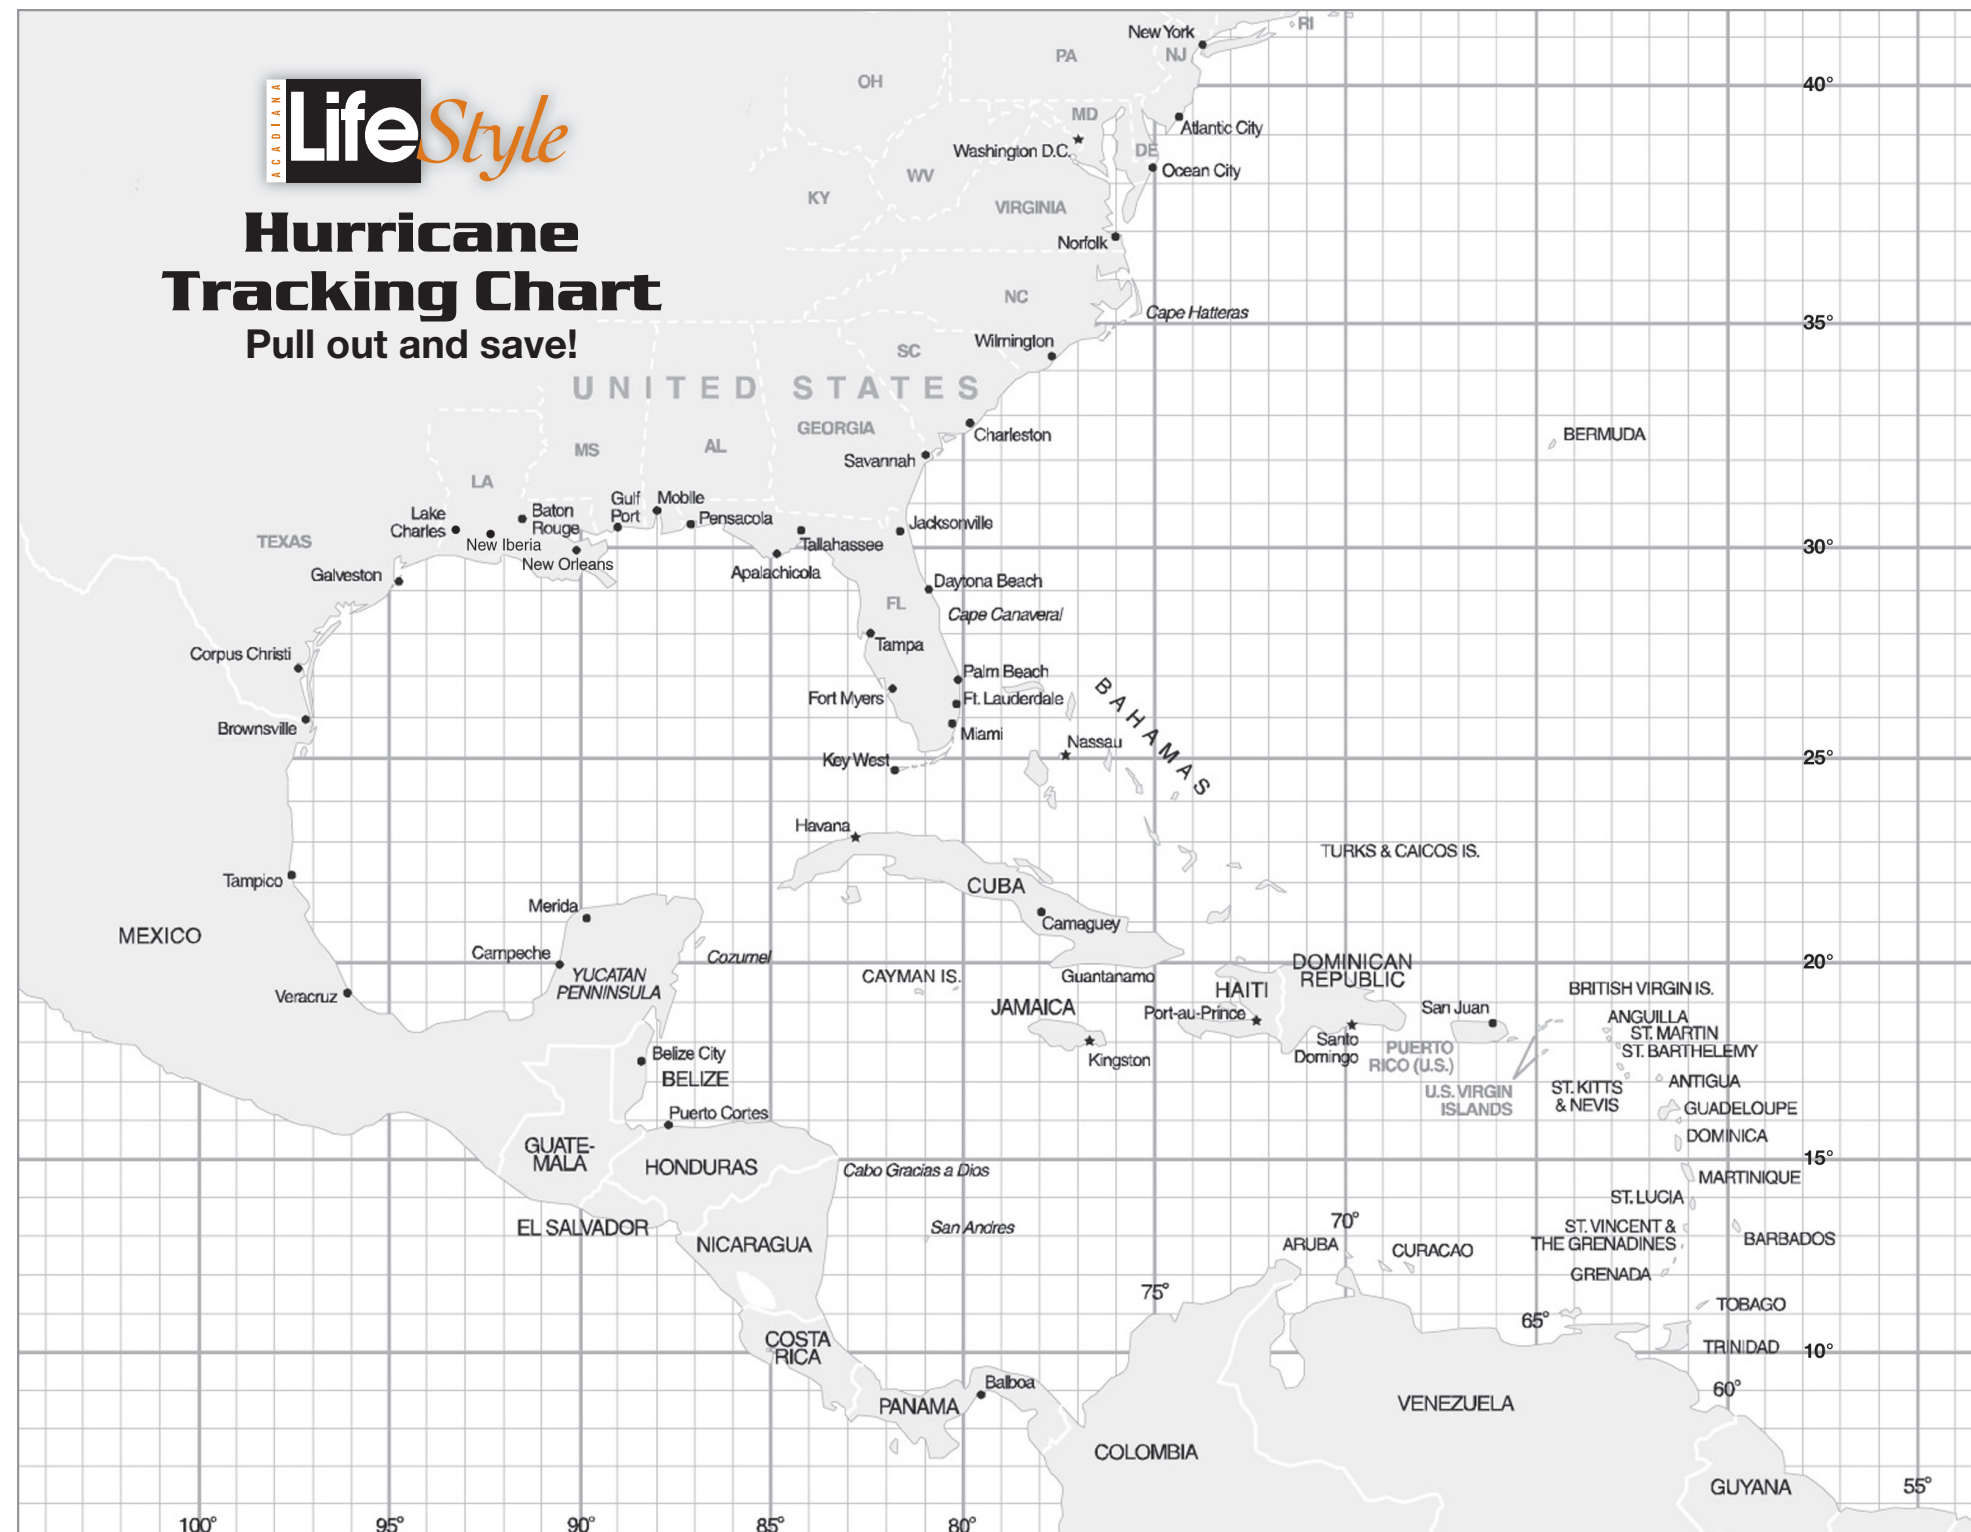 ACADIANA
LifeStyle
Hurricane
Tracking Chart
Pull out and save!
New York
RI
PA
NJ
OH
40°
MD
Atlantic City
Washington D.C.
DE
Ocean City
WV
KY
VIRGINIA
Norfolk
NC
Cape Hatteras
35°
Wilmington
SC
UNITED STATES
GEORGIA
Charleston
BERMUDA
MS
AL
Savannah
LA
Gulf
Port
Mobile
Baton
Rouge
Lake
Charles
Pensacola
Jacksonville
TEXAS
New Iberia
Tallahassee
30°
New Orleans
Galveston
Apalachicola
Daytona Beach
FL
Cape Canaveral
Tampa
Corpus Christi
Palm Beach
Fort Myers
Ft. Lauderdale
BAHAMAS
Brownsville
Miami
Nassau
Key West
25°
Havana
TURKS & CAICOS IS.
Tampico
CUBA
Merida
Camaguey
MEXICO
Campeche
Cozumel
YUCATAN
PENNINSULA
CAYMAN IS.
Guantanamo
DOMINICAN
REPUBLIC
20°
HAITI
BRITISH VIRGIN IS.
Veracruz
JAMAICA
Port-au-Prince
San Juan
ANGUILLA
ST. MARTIN
Santo
Domingo
PUERTO
RICO (U.S.)
ST. BARTHELEMY
Belize City
Kingston
BELIZE
ANTIGUA
U.S. VIRGIN
ISLANDS
ST. KITTS
& NEVIS
GUADELOUPE
Puerto Cortes
DOMINICA
GUATE-
MALA
HONDURAS
15°
Cabo Gracias a Dios
MARTINIQUE
ST. LUCIA
EL SALVADOR
San Andres
70°
ST. VINCENT &
THE GRENADINES
NICARAGUA
ARUBA
CURACAO
BARBADOS
GRENADA
75°
TOBAGO
65°
COSTA
RICA
TRINIDAD
10°
Balboa
60°
PANAMA
VENEZUELA
COLOMBIA
GUYANA
55°
100°
95°
90°
85°
80°